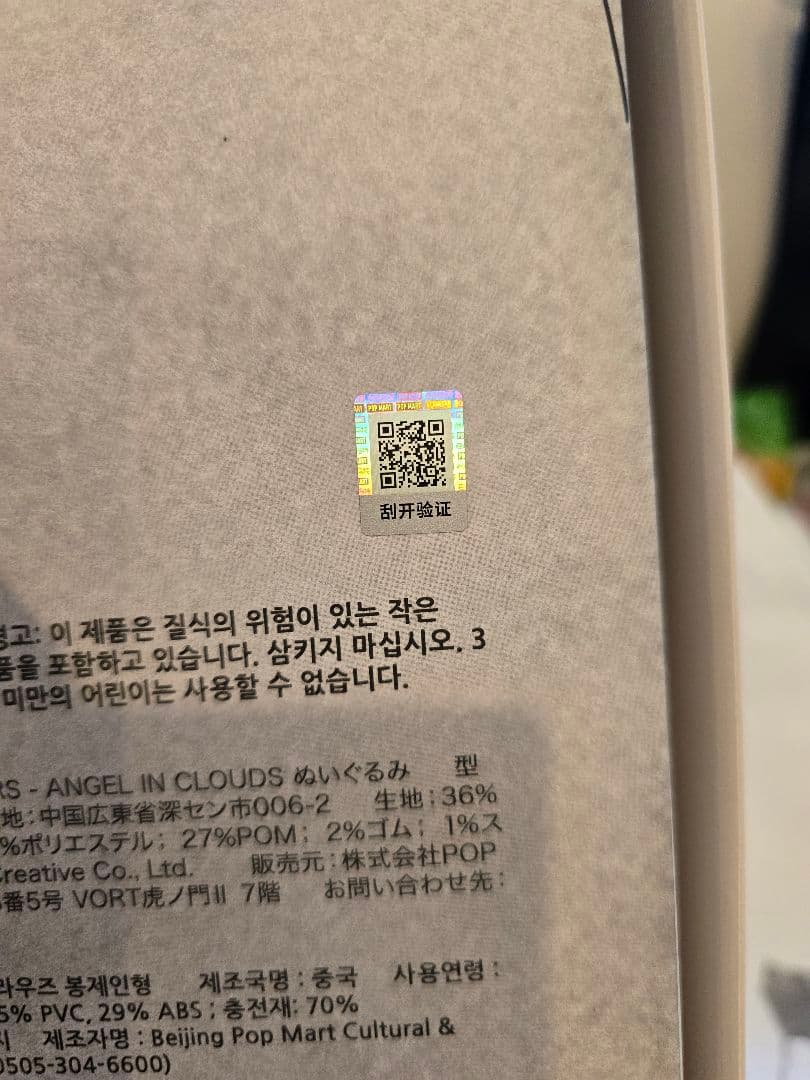 POP MART POP MART
刮开验证
경고: 이 제품은 질식의 위험이 있는 작은
품을 포함하고 있습니다. 삼키지 마십시오. 3
미만의 어린이는 사용할 수 없습니다.
RS - ANGEL IN CLOUDS ぬいぐるみ 型
地:中国広東省深セン市006-2 生地:36%
%ポリエステル; 27%POM; 2%ゴム; 1%ス
Creative Co., Ltd. 販売元:株式会社POP
番5号 VORT虎ノ門II 7階 お問い合わせ先:
라우즈 봉제인형 제조국명 : 중국 사용연령 :
5% PVC, 29% ABS ; 충전재: 70%
지 제조자명 : Beijing Pop Mart Cultural &
0505-304-6600)